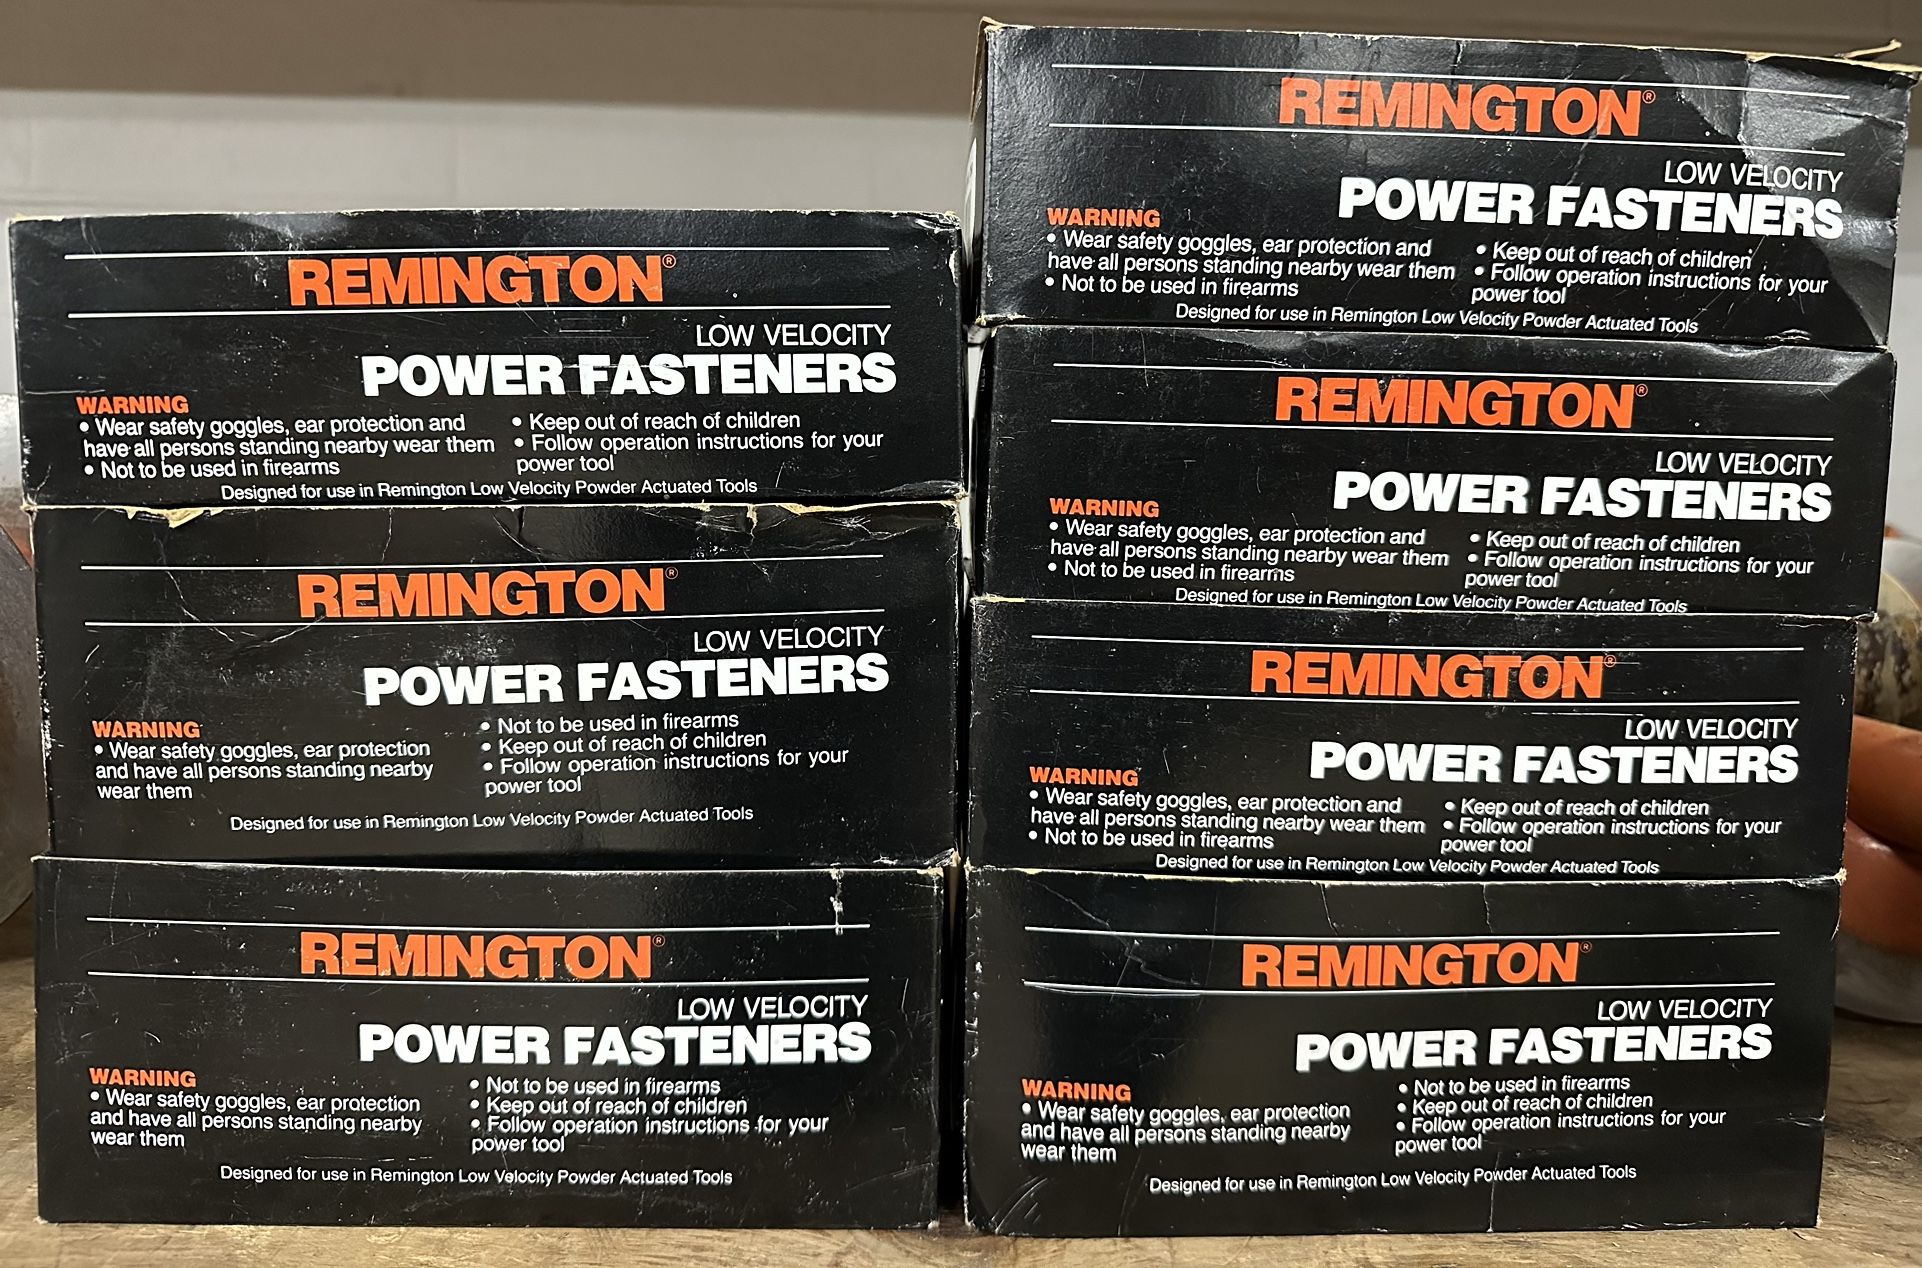 REMINGTON®
LOW VELOCITY
POWER FASTENERS
WARNING
• Wear safety goggles, ear protection and
have all persons standing nearby wear them
• Not to be used in firearms
• Keep out of reach of children
• Follow operation instructions for your
power tool
Designed for use in Remington Low Velocity Powder Actuated Tools
REMINGTON®
LOW VELOCITY
POWER FASTENERS
WARNING
• Wear safety goggles, ear protection
and have all persons standing nearby
wear them
• Not to be used in firearms
• Keep out of reach of children
• Follow operation instructions for your
power tool
Designed for use in Remington Low Velocity Powder Actuated Tools
REMINGTON®
LOW VELOCITY
POWER FASTENERS
WARNING
• Wear safety goggles, ear protection
and have all persons standing nearby
wear them
• Not to be used in firearms
• Keep out of reach of children
• Follow operation instructions for your
power tool
Designed for use in Remington Low Velocity Powder Actuated Tools
REMINGTON®
LOW VELOCITY
POWER FASTENERS
WARNING
• Wear safety goggles, ear protection and
have all persons standing nearby wear them
• Not to be used in firearms
• Keep out of reach of children
• Follow operation instructions for your
power tool
Designed for use in Remington Low Velocity Powder Actuated Tools
REMINGTON®
LOW VELOCITY
POWER FASTENERS
WARNING
• Wear safety goggles, ear protection and
have all persons standing nearby wear them
• Not to be used in firearms
• Keep out of reach of children
• Follow operation instructions for your
power tool
Designed for use in Remington Low Velocity Powder Actuated Tools
REMINGTON®
LOW VELOCITY
POWER FASTENERS
WARNING
• Wear safety goggles, ear protection and
have all persons standing nearby wear them
• Not to be used in firearms
• Keep out of reach of children
• Follow operation instructions for your
power tool
Designed for use in Remington Low Velocity Powder Actuated Tools
REMINGTON®
LOW VELOCITY
POWER FASTENERS
WARNING
• Wear safety goggles, ear protection
and have all persons standing nearby
wear them
• Not to be used in firearms
• Keep out of reach of children
• Follow operation instructions for your
power tool
Designed for use in Remington Low Velocity Powder Actuated Tools